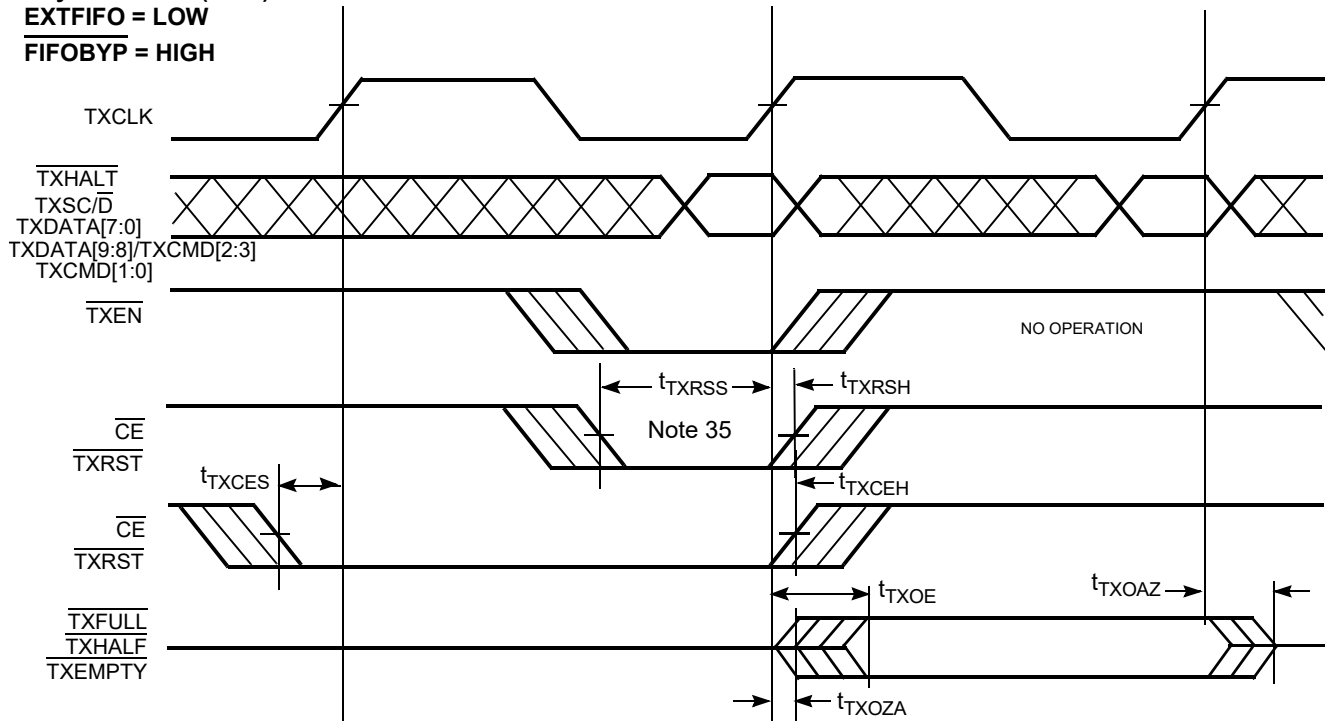 EXTFIFO = LOW
FIFOBYP = HIGH
TXCLK
TXHALT
TXSC/D
TXDATA[7:0]
TXDATA[9:8]/TXCMD[2:3]
TXCMD[1:0]
TXEN
NO OPERATION
tTXRSS
tTXRSH
CE
Note 35
TXRST
tTXCES
tTXCEH
CE
TXRST
tTXOE
tTXOAZ
TXFULL
TXHALF
TXEMPTY
tTXOZA